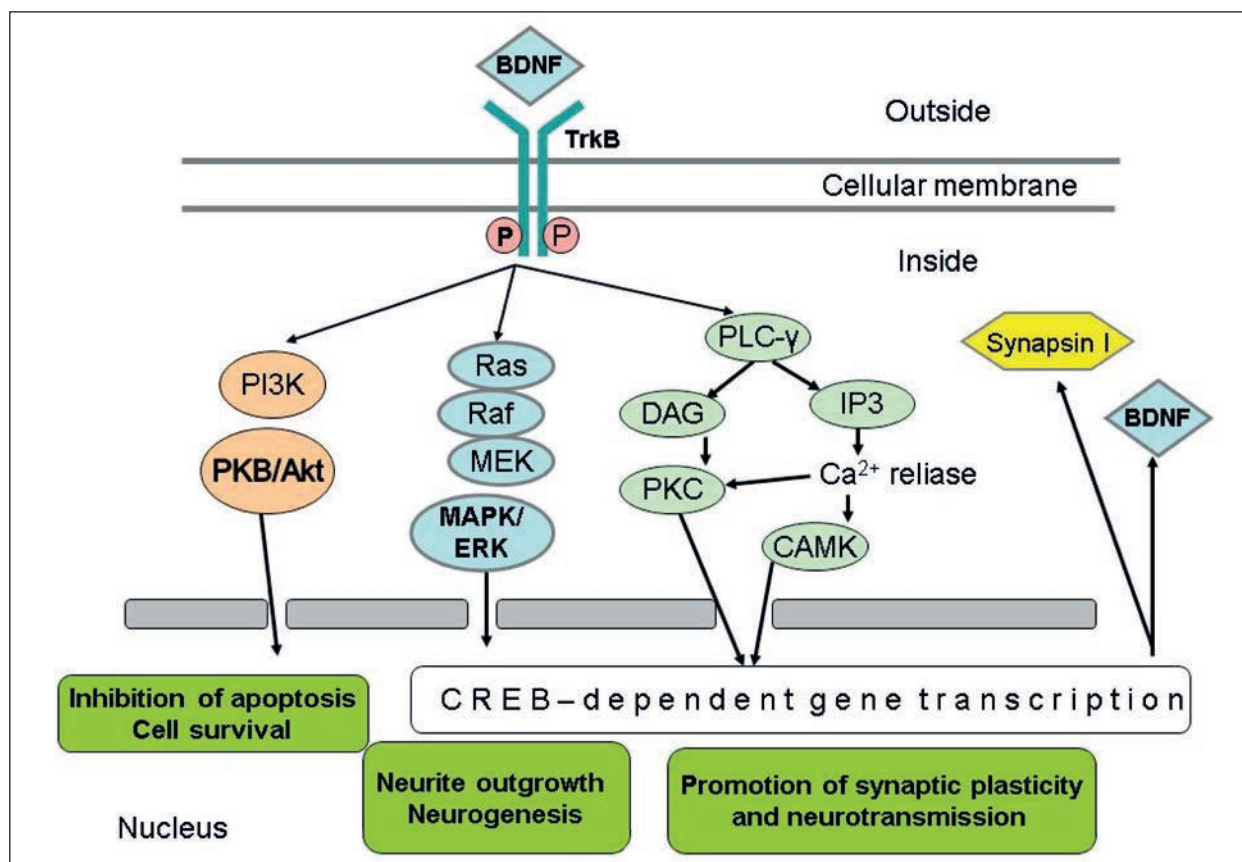 BDNF
Outside
TrkB
Cellular membrane
P
P
Inside
PLC-γ
Synapsin I
PI3K
Ras
DAG
IP3
BDNF
Raf
PKB/Akt
MEK
PKC
Ca²⁺ reliase
MAPK/
ERK
CAMK
CREB–dependent gene transcription
Inhibition of apoptosis
Cell survival
Neurite outgrowth
Neurogenesis
Promotion of synaptic plasticity
and neurotransmission
Nucleus